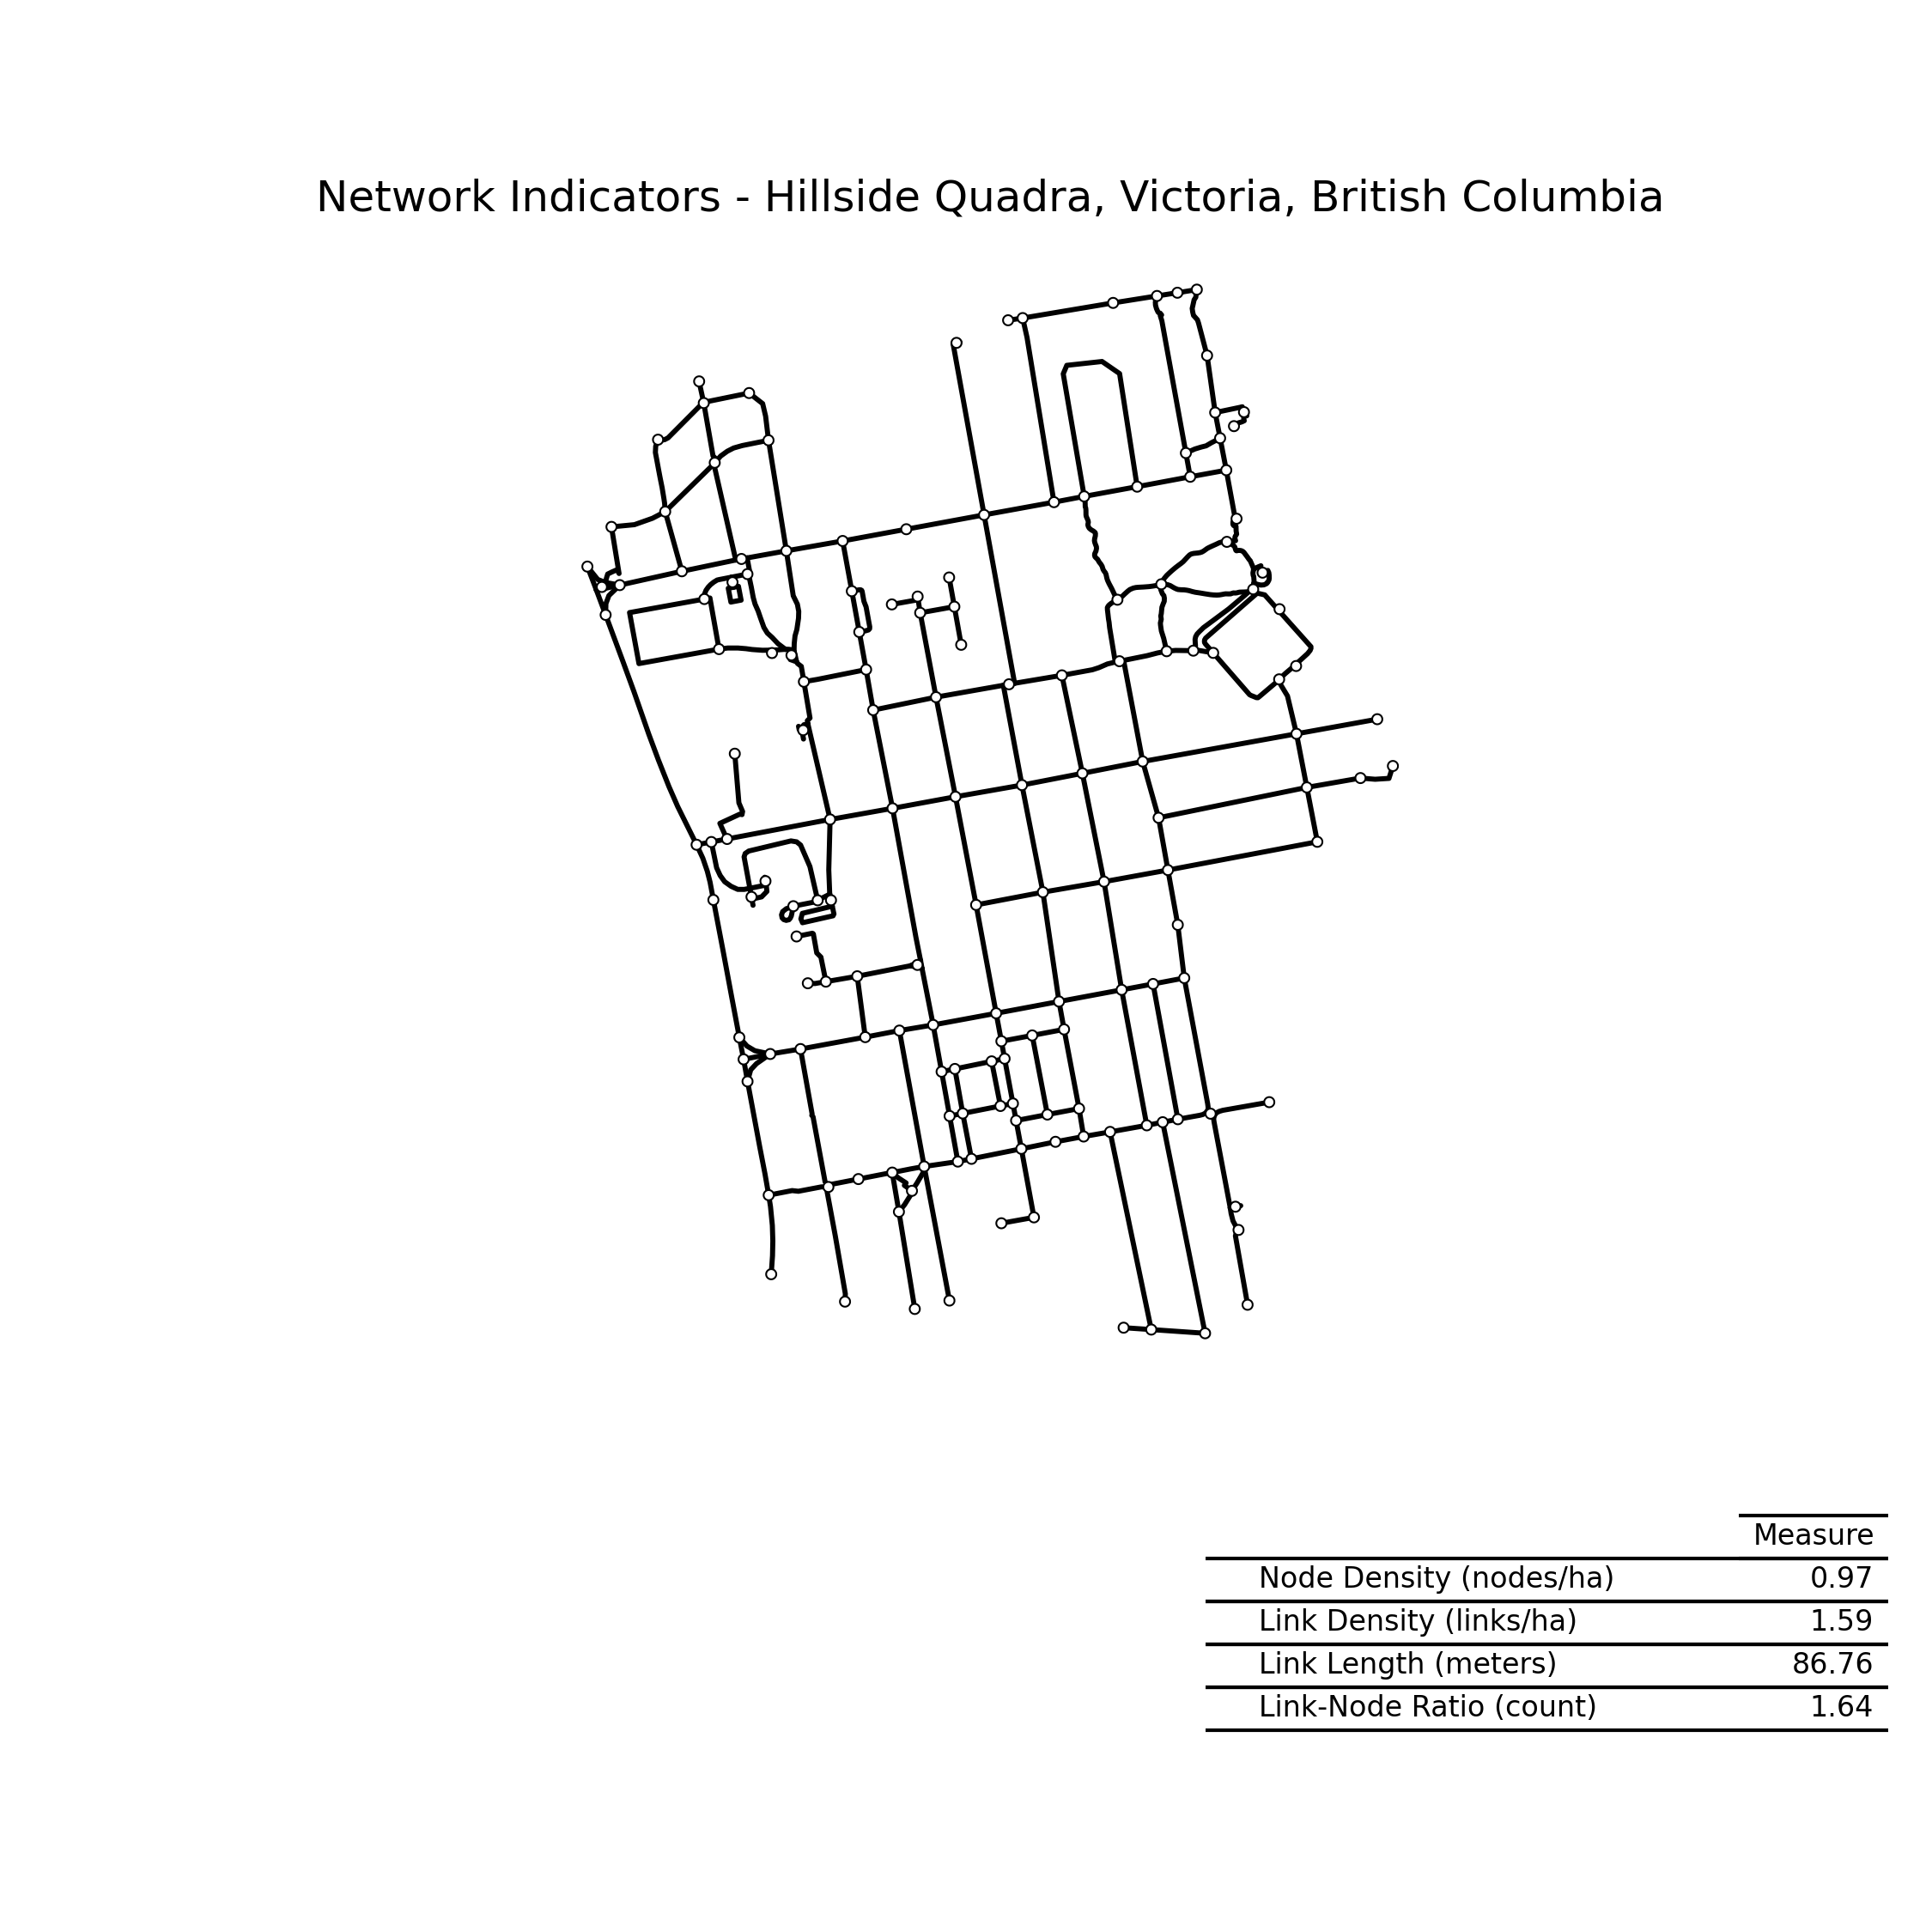 Network Indicators - Hillside Quadra, Victoria, British Columbia
Measure
Node Density (nodes/ha) 0.97
Link Density (links/ha) 1.59
Link Length (meters) 86.76
Link-Node Ratio (count) 1.64